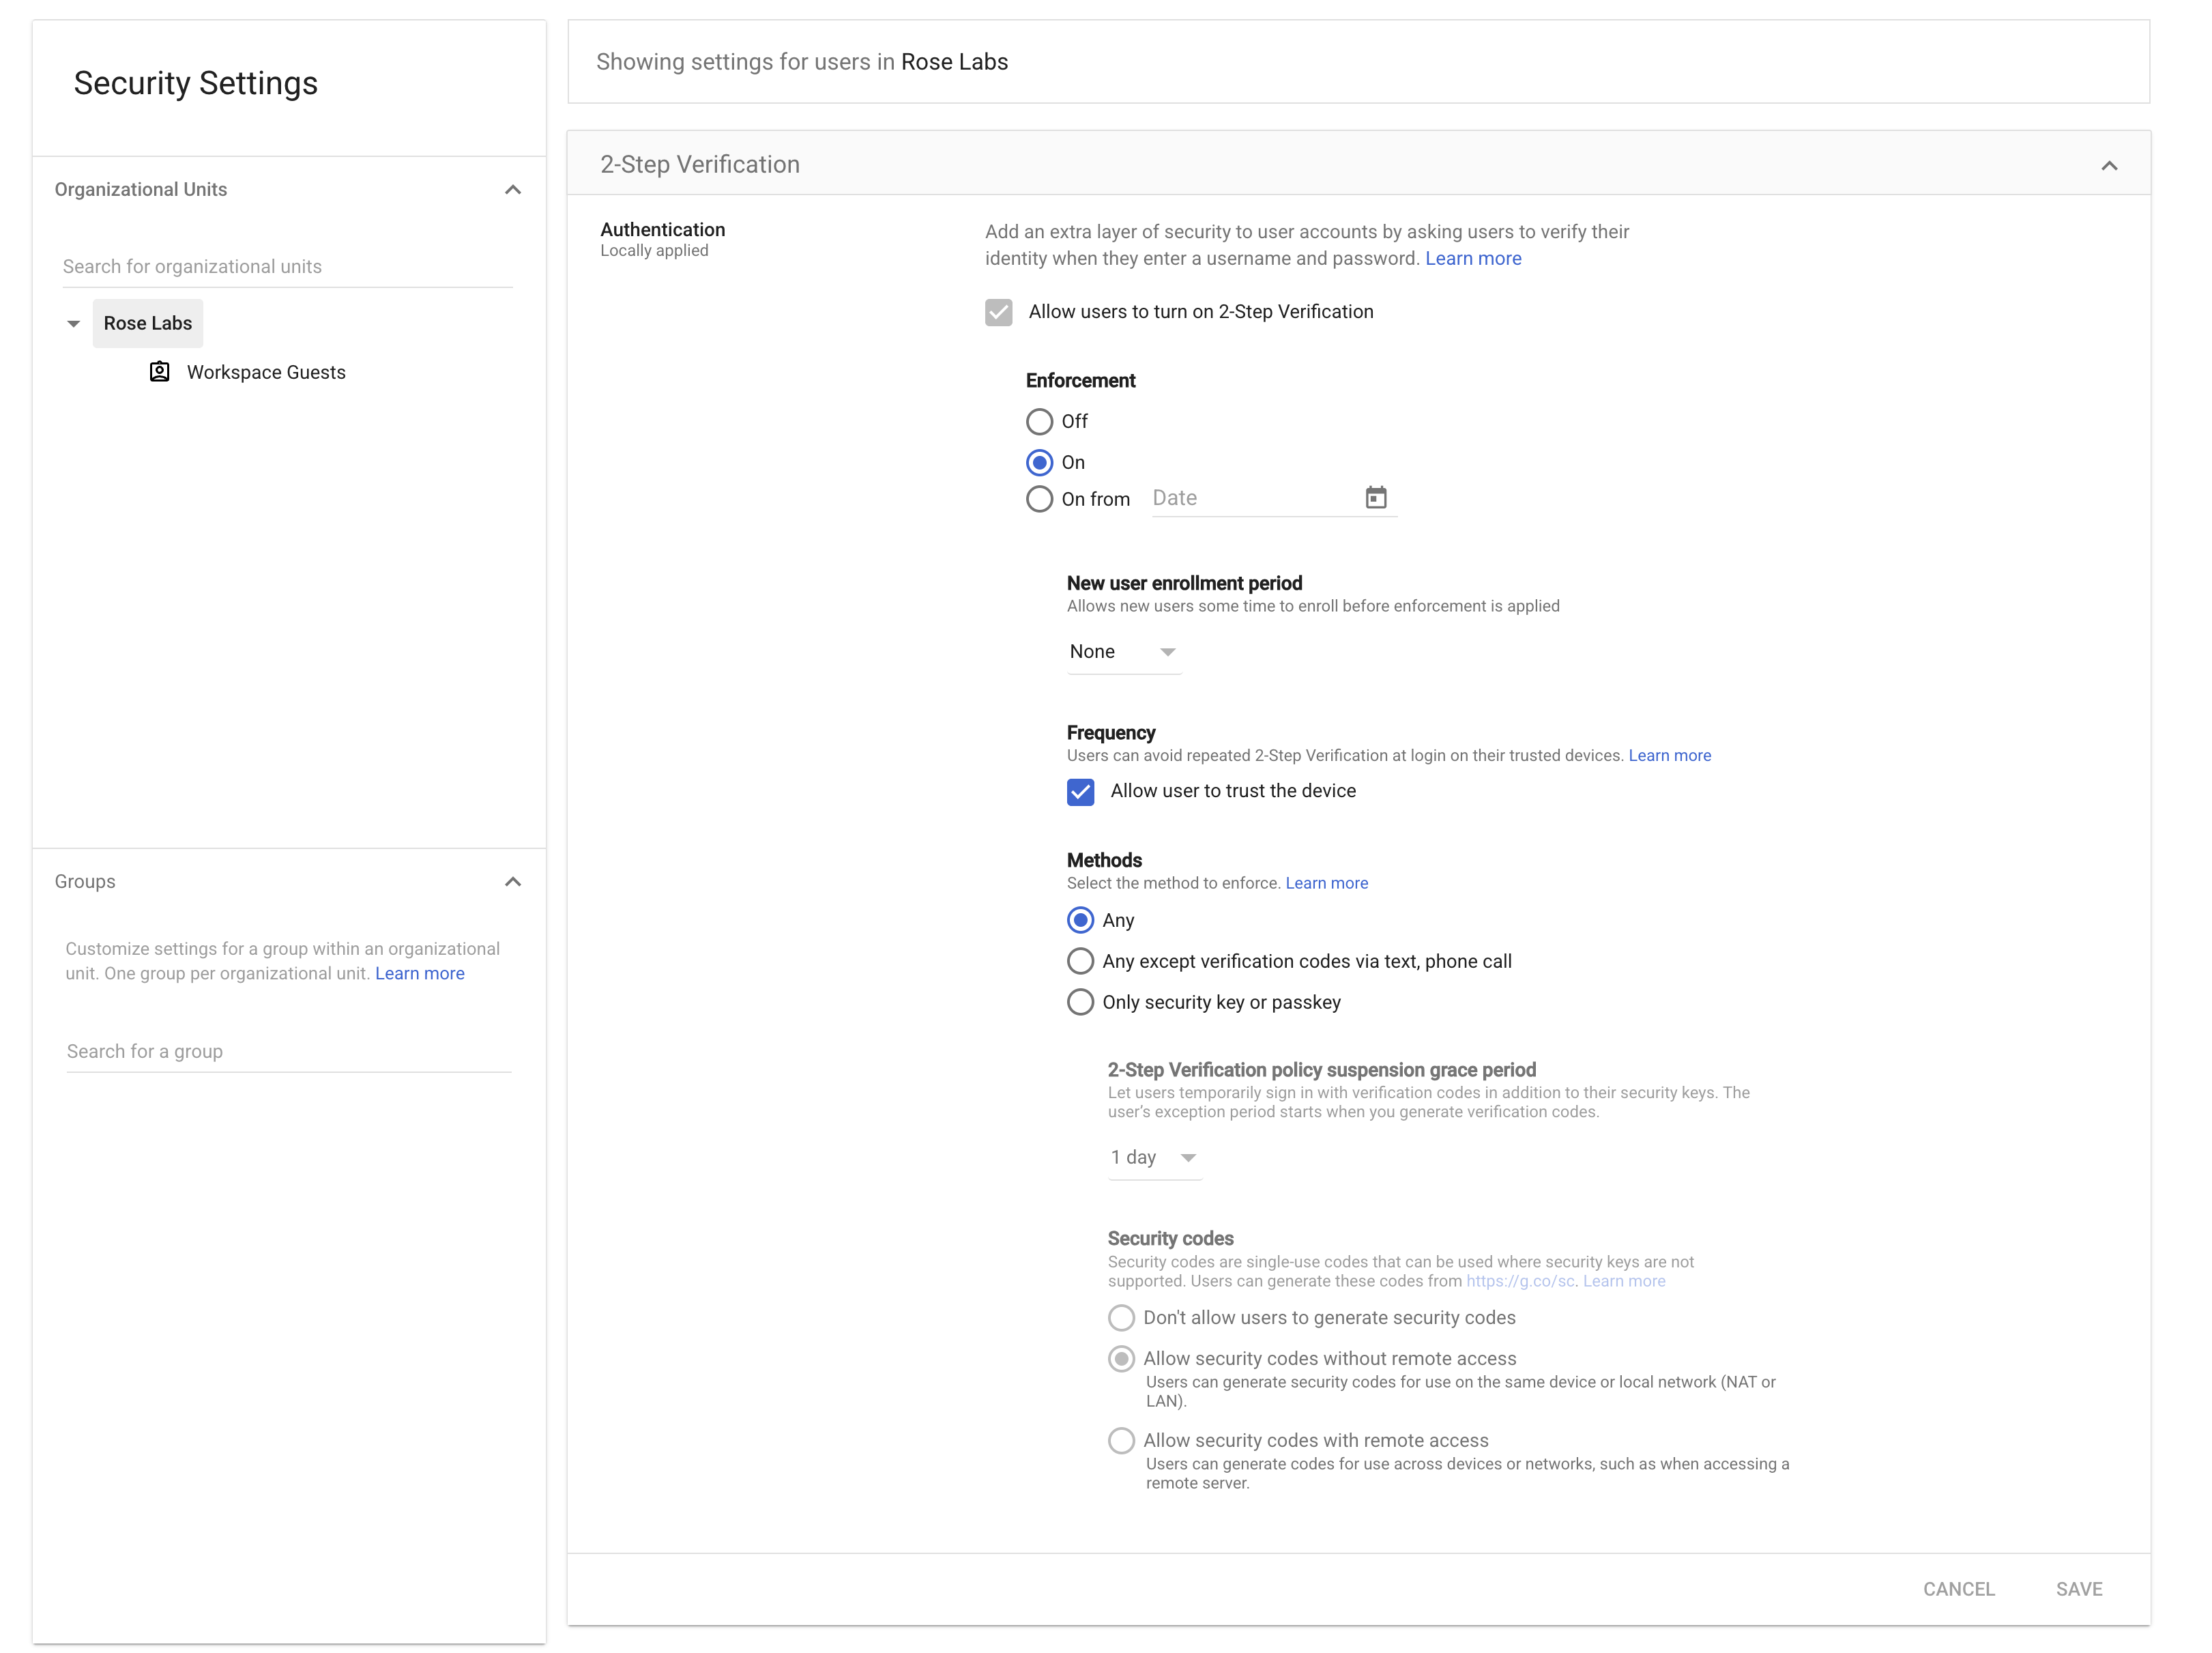 Security Settings
Organizational Units
Search for organizational units
Rose Labs
Workspace Guests
Groups
Customize settings for a group within an organizational
unit. One group per organizational unit. Learn more
Search for a group
Showing settings for users in Rose Labs
2-Step Verification
Authentication
Locally applied
Add an extra layer of security to user accounts by asking users to verify their
identity when they enter a username and password. Learn more
Allow users to turn on 2-Step Verification
Enforcement
Off
On
On from Date
New user enrollment period
Allows new users some time to enroll before enforcement is applied
None
Frequency
Users can avoid repeated 2-Step Verification at login on their trusted devices. Learn more
Allow user to trust the device
Methods
Select the method to enforce. Learn more
Any
Any except verification codes via text, phone call
Only security key or passkey
2-Step Verification policy suspension grace period
Let users temporarily sign in with verification codes in addition to their security keys. The
user's exception period starts when you generate verification codes.
1 day
Security codes
Security codes are single-use codes that can be used where security keys are not
supported. Users can generate these codes from https://g.co/sc. Learn more
Don't allow users to generate security codes
Allow security codes without remote access
Users can generate security codes for use on the same device or local network (NAT or
LAN).
Allow security codes with remote access
Users can generate codes for use across devices or networks, such as when accessing a
remote server.
CANCEL SAVE